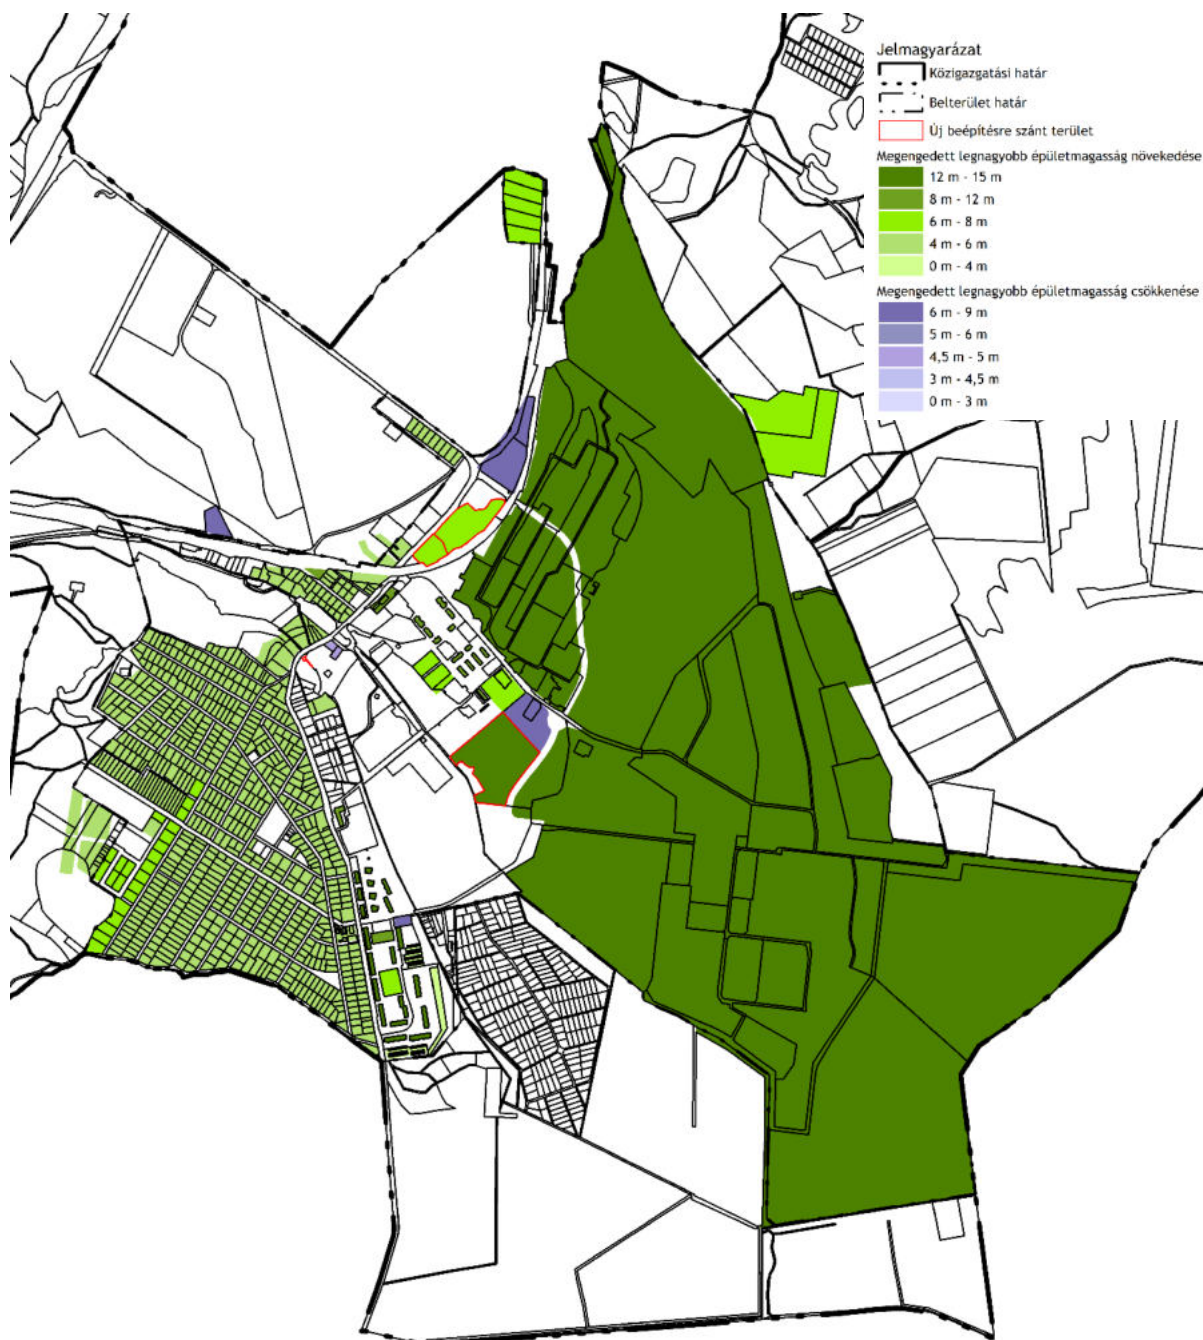 Jelmagyarázat
Közigazgatási határ
Belterület határ
Új beépítésre szánt terület
Megengedett legnagyobb épületmagasság növekedése
12 m - 15 m
8 m - 12 m
6 m - 8 m
4 m - 6 m
0 m - 4 m
Megengedett legnagyobb épületmagasság csökkenése
6 m - 9 m
5 m - 6 m
4,5 m - 5 m
3 m - 4,5 m
0 m - 3 m